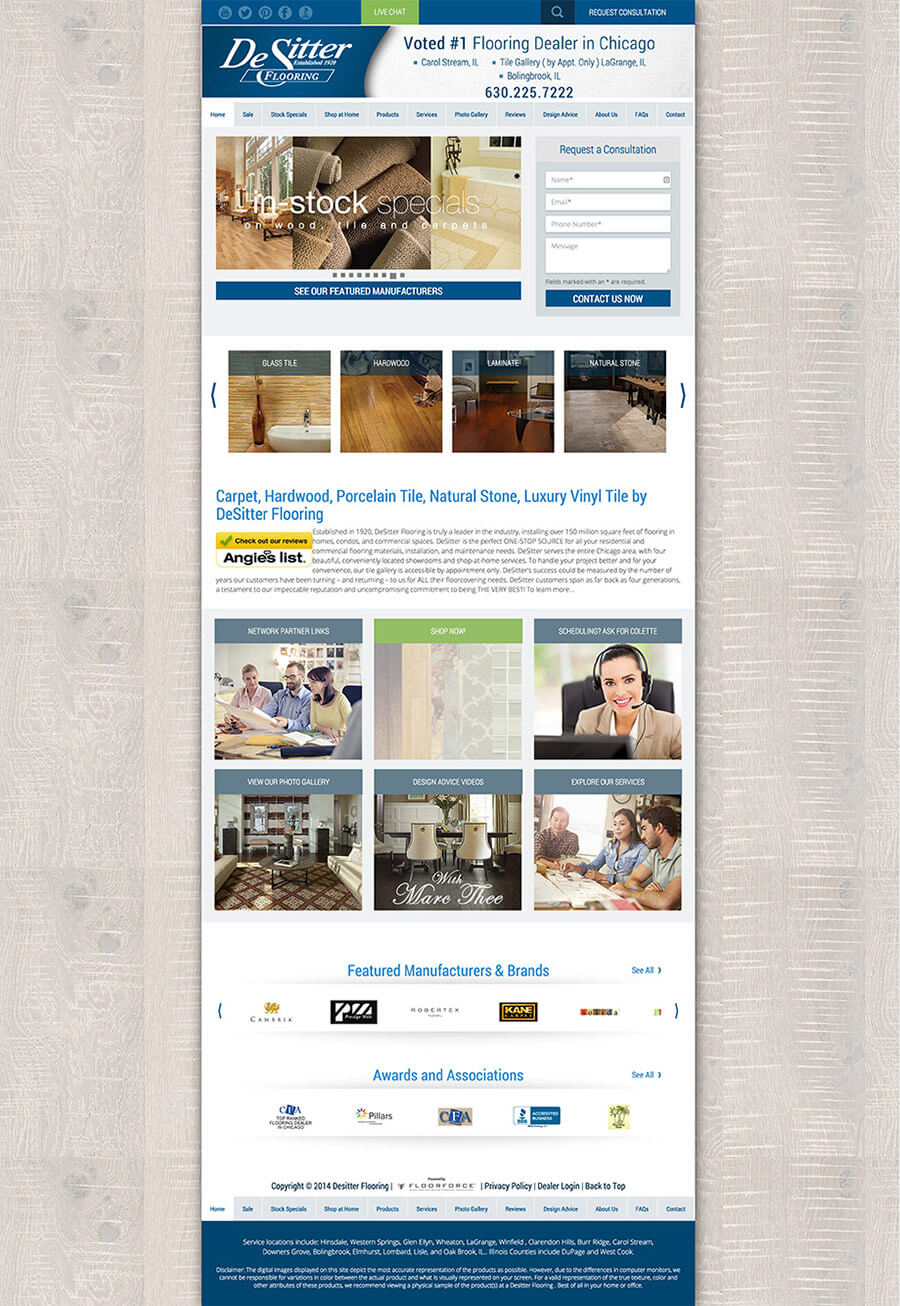 LIVE CHAT
REQUEST CONSULTATION
DeSitter
Established 1920
FLOORING
Voted #1 Flooring Dealer in Chicago
Carol Stream, IL Tile Gallery ( by Appt. Only ) LaGrange, IL
Bolingbrook, IL
630.225.7222
Home Sale Stock Specials Shop at Home Products Services Photo Gallery Reviews Design Advice About Us FAQs Contact
in-stock specials
on wood, tile and carpets
SEE OUR FEATURED MANUFACTURERS
Request a Consultation
Name*
Email*
Phone Number*
Message
Fields marked with an * are required.
CONTACT US NOW
GLASS TILE
HARDWOOD
LAMINATE
NATURAL STONE
Carpet, Hardwood, Porcelain Tile, Natural Stone, Luxury Vinyl Tile by
DeSitter Flooring
Check out our reviews
Angies list.
Established in 1920, DeSitter Flooring is truly a leader in the industry, installing over 150 million square feet of flooring in
homes, condos, and commercial spaces. DeSitter is the perfect ONE-STOP SOURCE for all your residential and
commercial flooring materials, installation, and maintenance needs. DeSitter serves the entire Chicago area, with four
beautiful, conveniently located showrooms and shop-at-home services. To handle your project better and for your
convenience, our tile gallery is accessible by appointment only. DeSitter's success could be measured by the number of
years our customers have been turning – and returning – to us for ALL their floorcovering needs. DeSitter customers span as far back as four generations,
a testament to our impeccable reputation and uncompromising commitment to being THE VERY BEST! To learn more...
NETWORK PARTNER LINKS
SHOP NOW!
SCHEDULING? ASK FOR COLETTE
VIEW OUR PHOTO GALLERY
DESIGN ADVICE VIDEOS
With
Marc Thee
EXPLORE OUR SERVICES
Featured Manufacturers & Brands
See All
CAMBRIA
Prestige Mills
ROBERTEX
KANE
CARPET
Awards and Associations
See All
CFA
TOP RANKED
FLOORING DEALER
IN CHICAGO
Pillars
CFA
BBB
ACCREDITED
BUSINESS
Copyright © 2014 Desitter Flooring | Powered by FLOORFORCE | Privacy Policy | Dealer Login | Back to Top
Home Sale Stock Specials Shop at Home Products Services Photo Gallery Reviews Design Advice About Us FAQs Contact
Service locations include: Hinsdale, Western Springs, Glen Ellyn, Wheaton, LaGrange, Winfield , Clarendon Hills, Burr Ridge, Carol Stream,
Downers Grove, Bolingbrook, Elmhurst, Lombard, Lisle, and Oak Brook, IL.. Illinois Counties include DuPage and West Cook.
Disclaimer: The digital images displayed on this site depict the most accurate representation of the products as possible. However, due to the differences in computer monitors, we
cannot be responsible for variations in color between the actual product and what is visually represented on your screen. For a valid representation of the true texture, color and
other attributes of these products, we recommend viewing a physical sample of the product(s) at a Desitter Flooring . Best of all in your home or office.